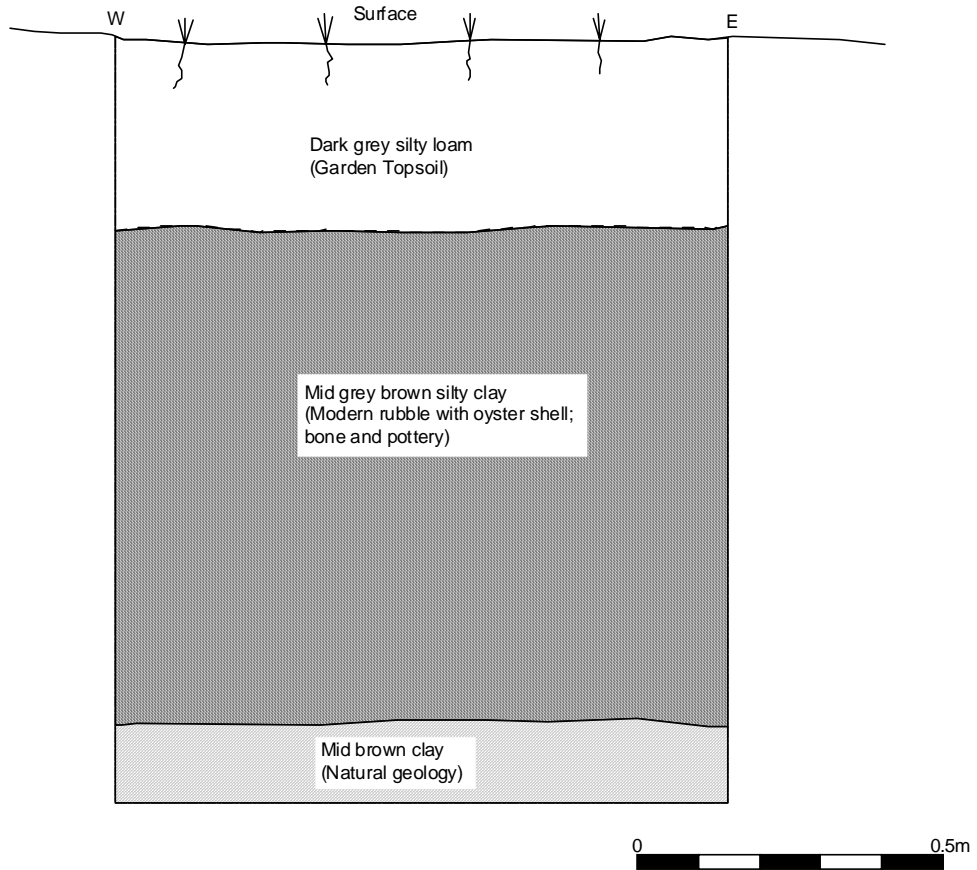 W
Surface
E
Dark grey silty loam
(Garden Topsoil)
Mid grey brown silty clay
(Modern rubble with oyster shell;
bone and pottery)
Mid brown clay
(Natural geology)
0 0.5m